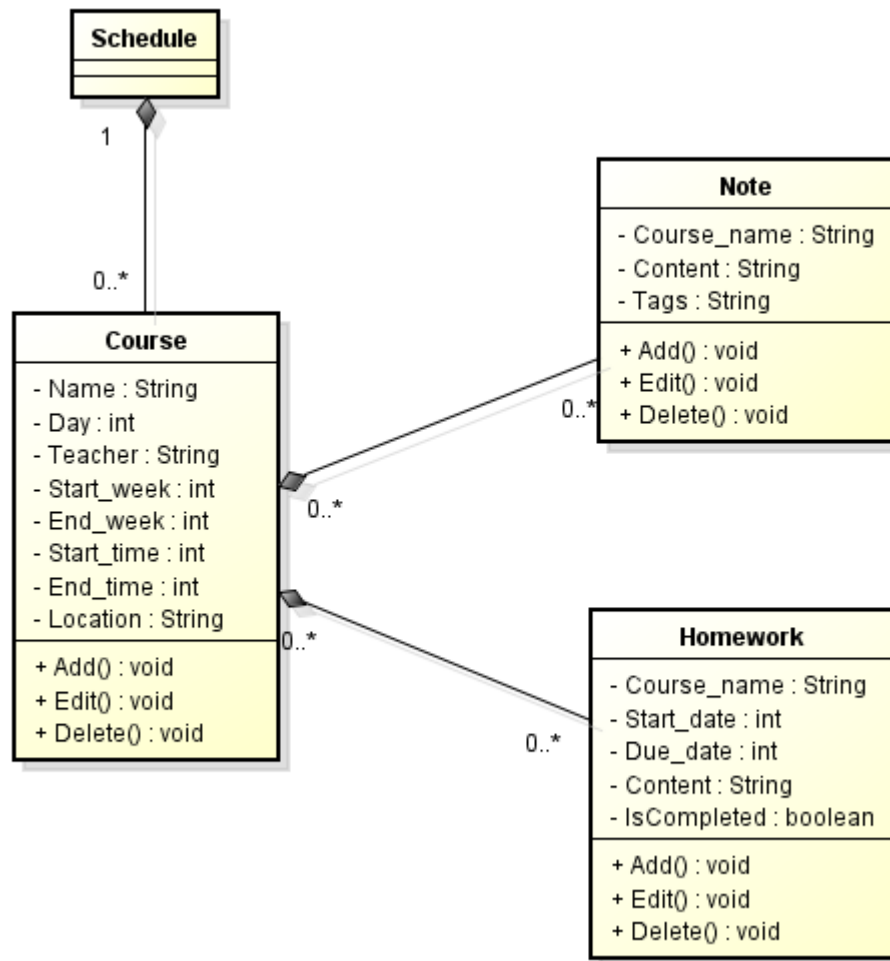 Schedule
1
0..*
Course
- Name : String
- Day : int
- Teacher : String
- Start_week : int
- End_week : int
- Start_time : int
- End_time : int
- Location : String
+ Add() : void
+ Edit() : void
+ Delete() : void
0..*
0..*
Note
- Course_name : String
- Content : String
- Tags : String
+ Add() : void
+ Edit() : void
+ Delete() : void
0..*
0..*
Homework
- Course_name : String
- Start_date : int
- Due_date : int
- Content : String
- IsCompleted : boolean
+ Add() : void
+ Edit() : void
+ Delete() : void